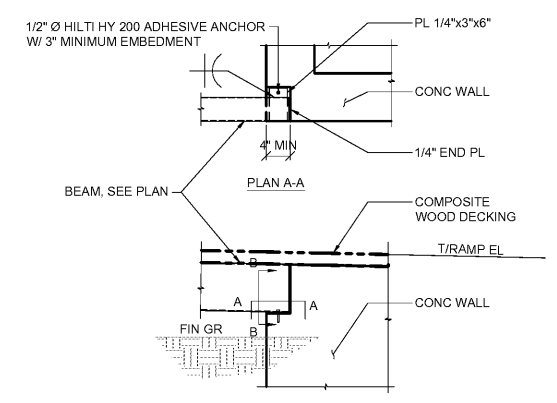 1/2" Ø HILTI HY 200 ADHESIVE ANCHOR
W/ 3" MINIMUM EMBEDMENT
PL 1/4"x3"x6"
CONC WALL
4" MIN
1/4" END PL
PLAN A-A
BEAM, SEE PLAN
COMPOSITE
WOOD DECKING
T/RAMP EL
B
A
A
CONC WALL
B
FIN GR